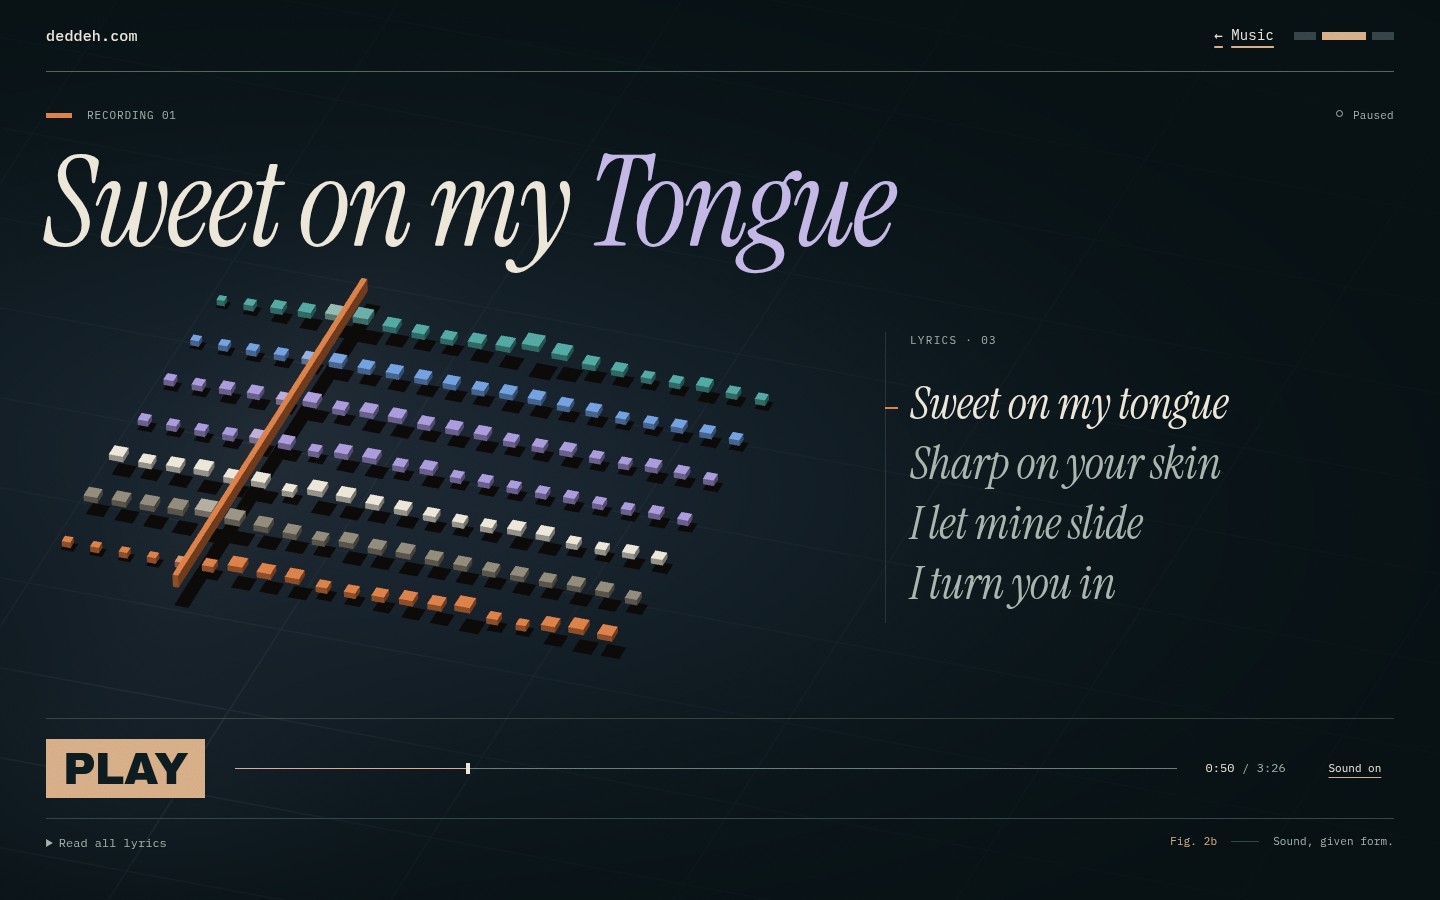 deddeh.com
← Music
RECORDING 01
Paused
Sweet on my Tongue
LYRICS · 03
Sweet on my tongue
Sharp on your skin
I let mine slide
I turn you in
PLAY
0:50 / 3:26
Sound on
Read all lyrics
Fig. 2b
Sound, given form.